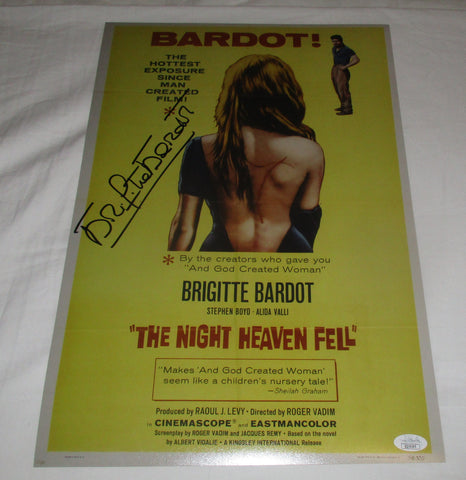 BARDOT!
THE
HOTTEST
EXPOSURE
SINCE
MAN
CREATED
FILM!
*
Brigitte Bardot
* By the creators who gave you
"And God Created Woman"
BRIGITTE BARDOT
STEPHEN BOYD · ALIDA VALLI
"THE NIGHT HEAVEN FELL"
"Makes 'And God Created Woman'
seem like a children's nursery tale!"
—Sheilah Graham
Produced by RAOUL J. LEVY · Directed by ROGER VADIM
In CINEMASCOPE and EASTMANCOLOR
Screenplay by ROGER VADIM and JACQUES REMY · Based on the novel
by ALBERT VIDALIE · A KINGSLEY INTERNATIONAL Release